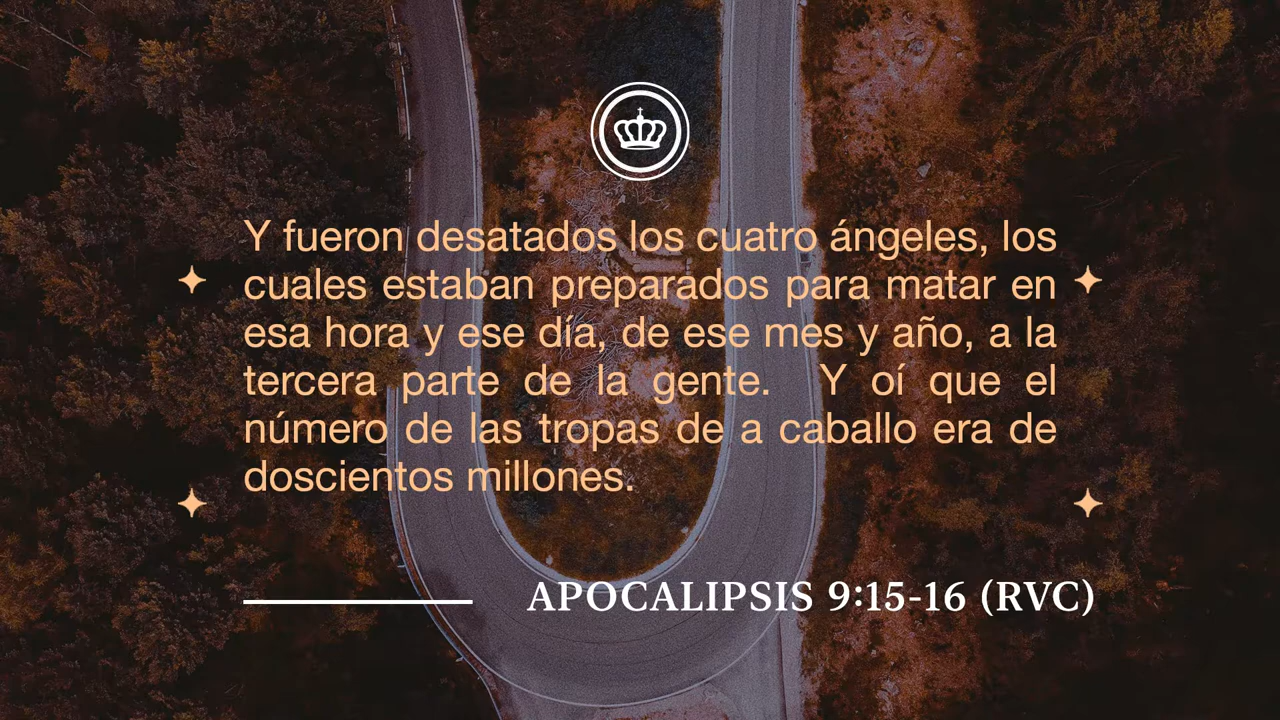 Y fueron desatados los cuatro ángeles, los
cuales estaban preparados para matar en
esa hora y ese día, de ese mes y año, a la
tercera parte de la gente.  Y oí que el
número de las tropas de a caballo era de
doscientos millones.
APOCALIPSIS 9:15-16 (RVC)